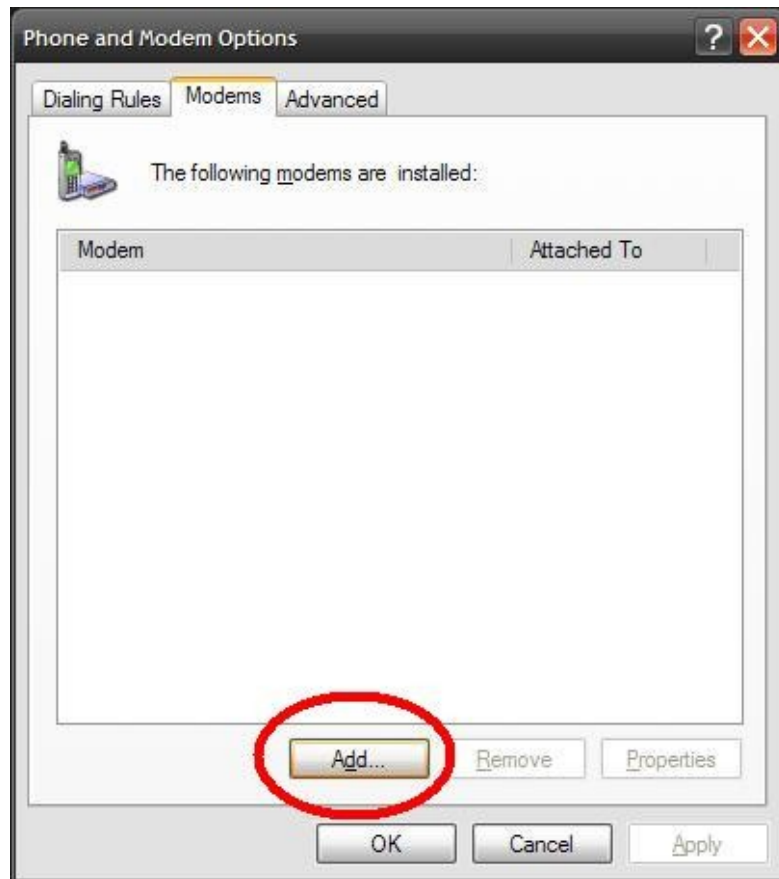 Phone and Modem Options
?
Dialing Rules Modems Advanced
The following modems are installed:
Modem Attached To
Add... Remove Properties
OK Cancel Apply